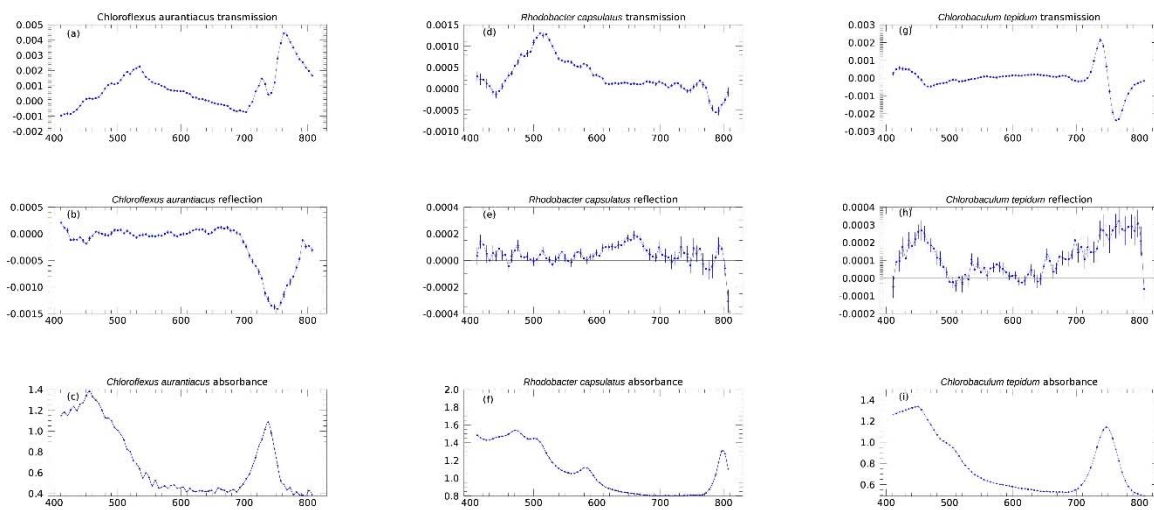 Chloroflexus aurantiacus transmission
(a)
0.005
0.004
0.003
0.002
0.001
0.000
-0.001
-0.002
400 500 600 700 800
Rhodobacter capsulatus transmission
(d)
0.0015
0.0010
0.0005
0.0000
-0.0005
-0.0010
400 500 600 700 800
Chlorobaculum tepidum transmission
(g)
0.003
0.002
0.001
0.000
-0.001
-0.002
-0.003
400 500 600 700 800
Chloroflexus aurantiacus reflection
(b)
0.0005
0.0000
-0.0005
-0.0010
-0.0015
400 500 600 700 800
Rhodobacter capsulatus reflection
(e)
0.0004
0.0002
0.0000
-0.0002
-0.0004
400 500 600 700 800
Chlorobaculum tepidum reflection
(h)
0.0004
0.0003
0.0002
0.0001
0.0000
-0.0001
-0.0002
400 500 600 700 800
Chloroflexus aurantiacus absorbance
(c)
1.4
1.2
1.0
0.8
0.6
0.4
400 500 600 700 800
Rhodobacter capsulatus absorbance
(f)
2.0
1.8
1.6
1.4
1.2
1.0
0.8
400 500 600 700 800
Chlorobaculum tepidum absorbance
(i)
1.4
1.2
1.0
0.8
0.6
400 500 600 700 800